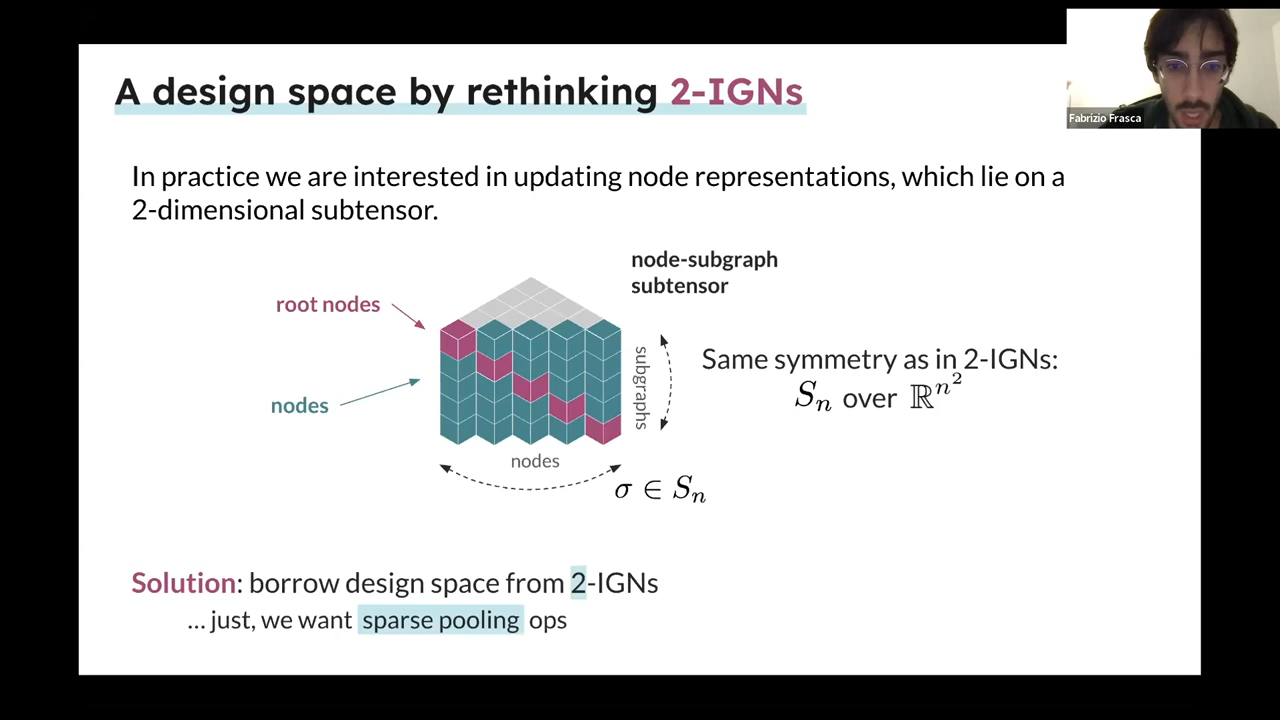 A design space by rethinking 2-IGNs
Fabrizio Frasca
In practice we are interested in updating node representations, which lie on a
2-dimensional subtensor.
node-subgraph
subtensor
root nodes
nodes
subgraphs
Same symmetry as in 2-IGNs:
Sₙ over ℝ^{n²}
nodes
σ ∈ Sₙ
Solution: borrow design space from 2-IGNs
... just, we want sparse pooling ops